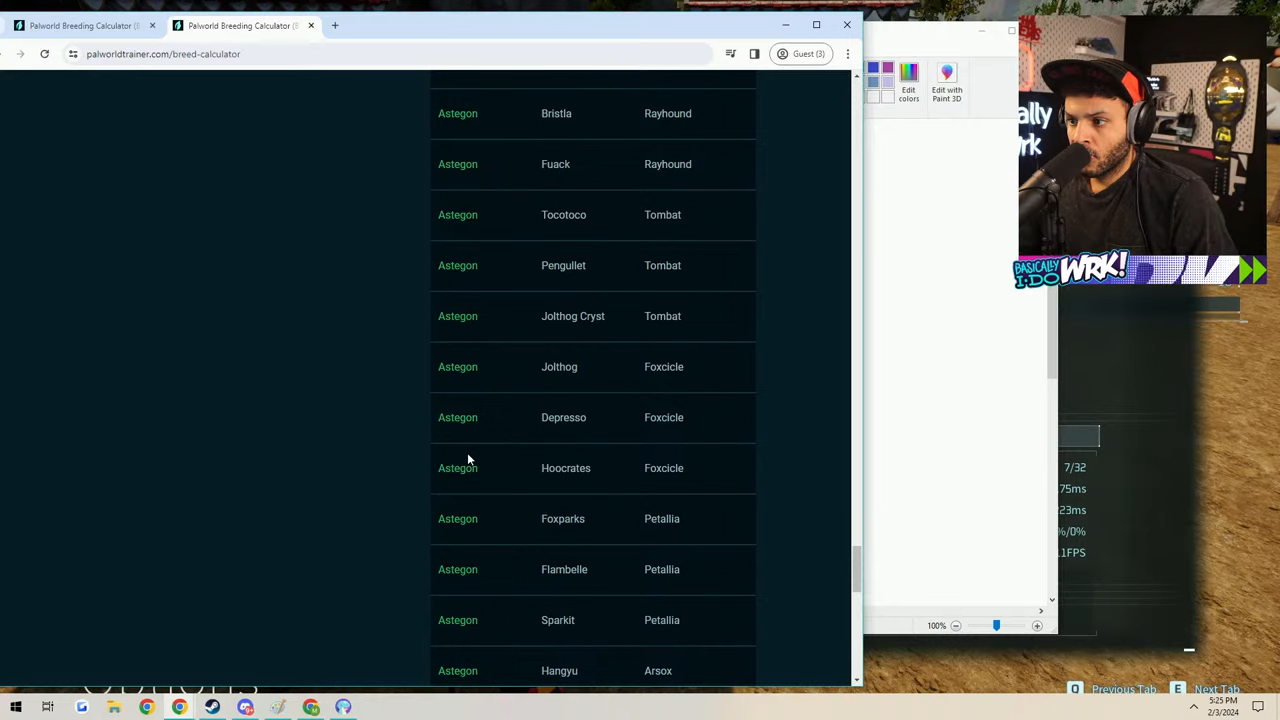 Palworld Breeding Calculator (B
Palworld Breeding Calculator (B
palworldtrainer.com/breed-calculator
Guest (3)
Edit colors
Edit with Paint 3D
Astegon Bristla Rayhound
Astegon Fuack Rayhound
Astegon Tocotoco Tombat
Astegon Pengullet Tombat
Astegon Jolthog Cryst Tombat
Astegon Jolthog Foxcicle
Astegon Depresso Foxcicle
Astegon Hoocrates Foxcicle
Astegon Foxparks Petallia
Astegon Flambelle Petallia
Astegon Sparkit Petallia
Astegon Hangyu Arsox
100%
BASICALLY I·DO WRK!
7/32
75ms
23ms
%/0%
1FPS
Q Previous Tab E Next Tab
5:25 PM
2/3/2024